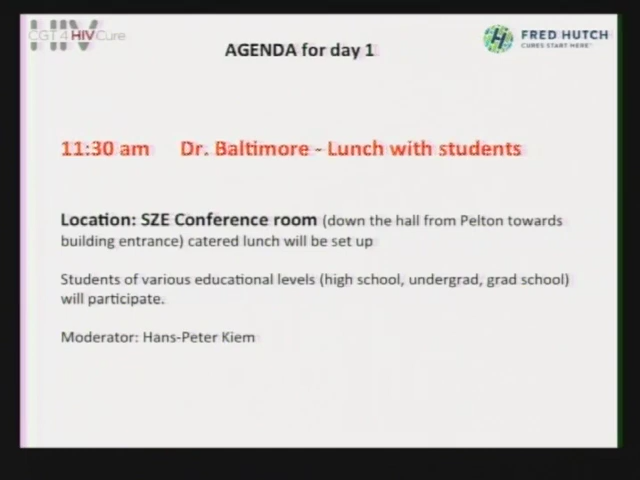 HIV
CGT 4 HIV Cure
FRED HUTCH
CURES START HERE™
AGENDA for day 1
11:30 am Dr. Baltimore - Lunch with students
Location: SZE Conference room (down the hall from Pelton towards
building entrance) catered lunch will be set up
Students of various educational levels (high school, undergrad, grad school)
will participate.
Moderator: Hans-Peter Kiem